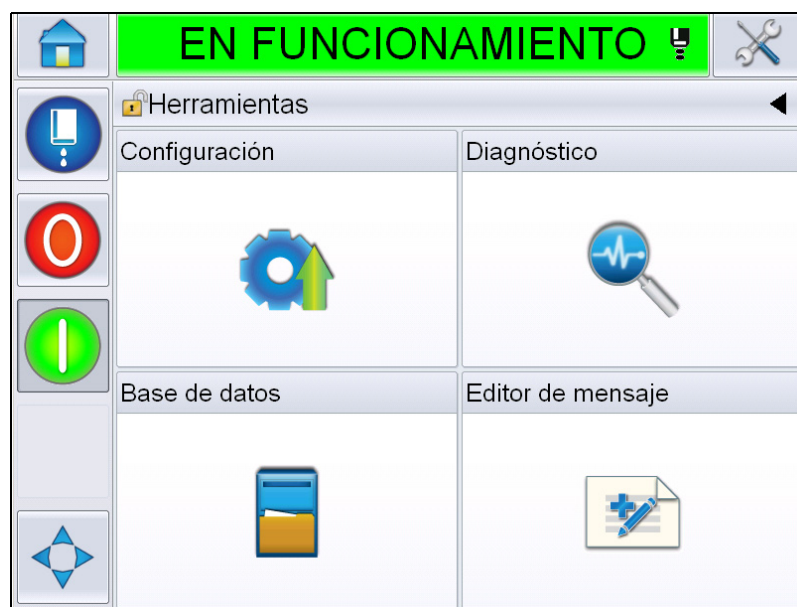 EN FUNCIONAMIENTO
Herramientas
Configuración
Diagnóstico
Base de datos
Editor de mensaje